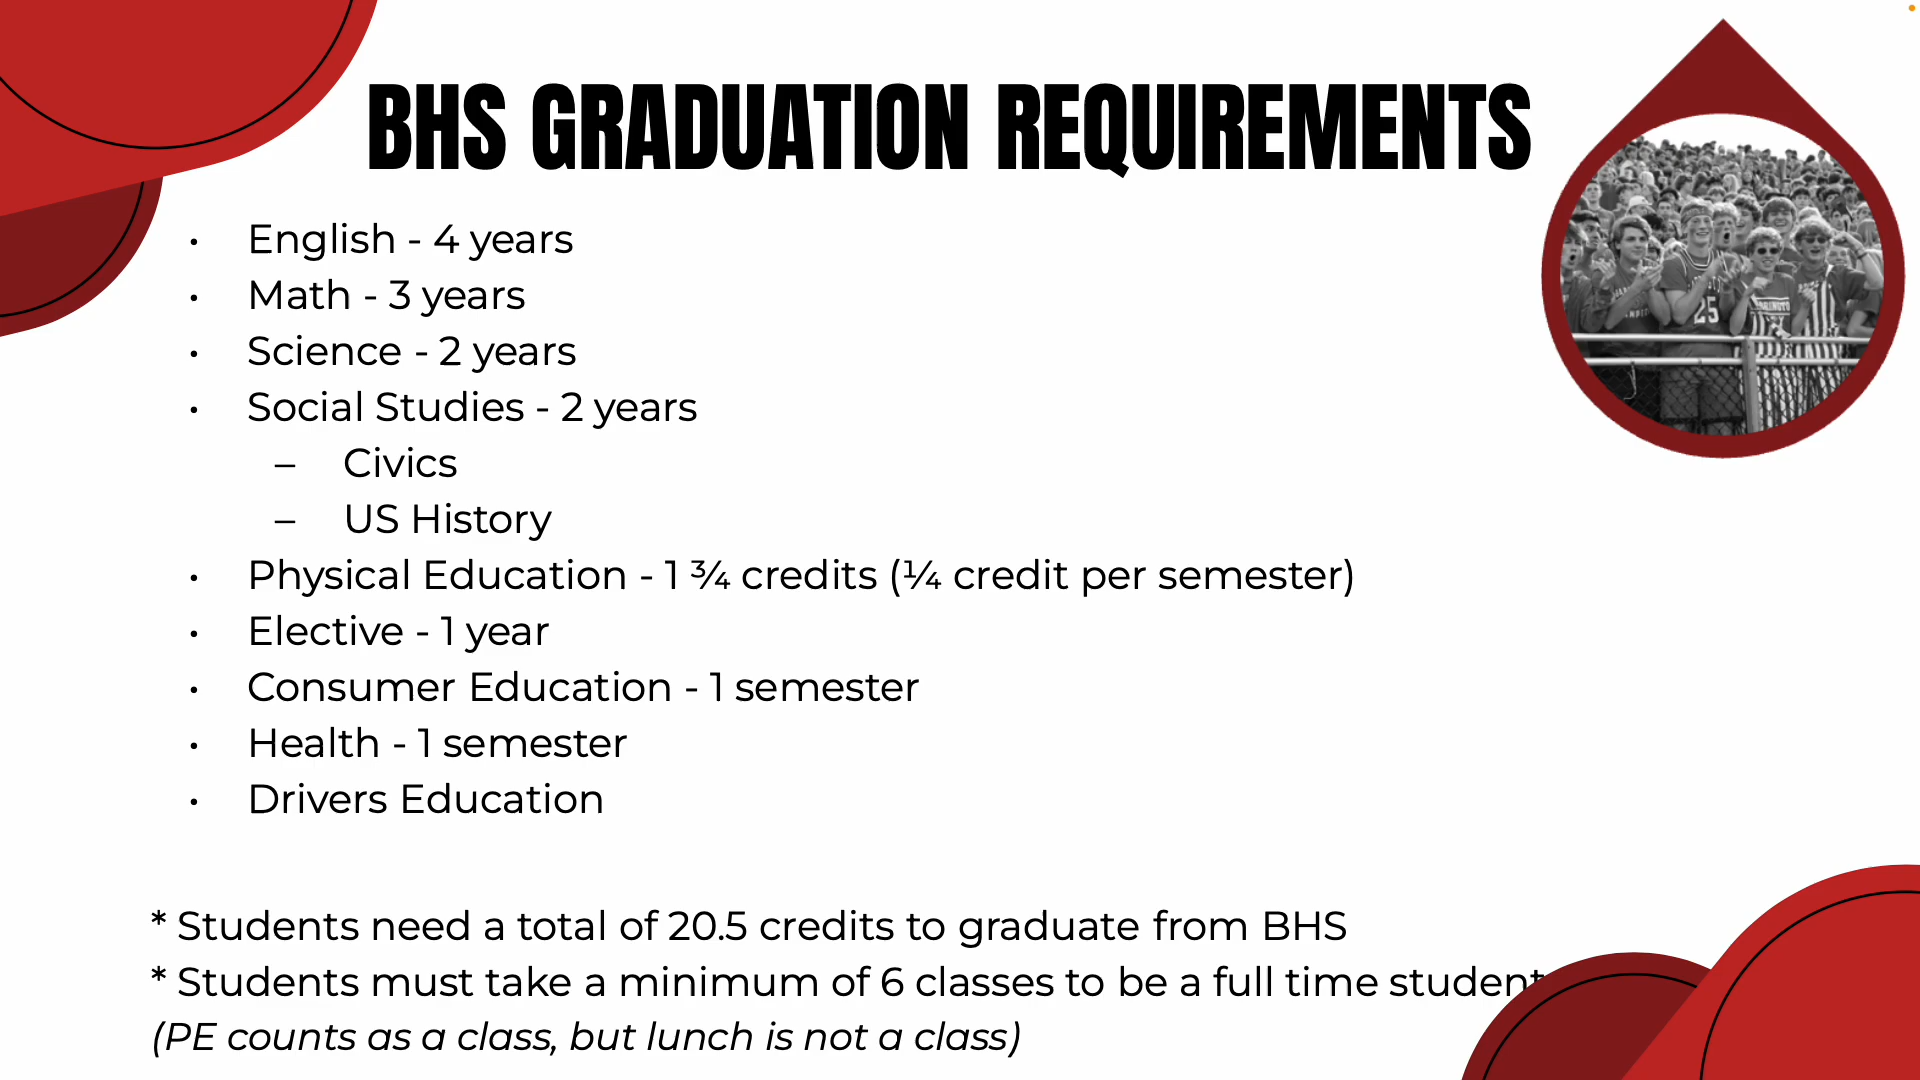 BHS GRADUATION REQUIREMENTS
• English - 4 years
• Math - 3 years
• Science - 2 years
• Social Studies - 2 years
– Civics
– US History
• Physical Education - 1 ¾ credits (¼ credit per semester)
• Elective - 1 year
• Consumer Education - 1 semester
• Health - 1 semester
• Drivers Education
* Students need a total of 20.5 credits to graduate from BHS
* Students must take a minimum of 6 classes to be a full time student
(PE counts as a class, but lunch is not a class)
25